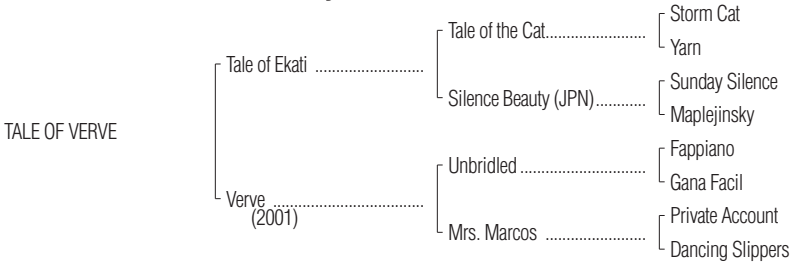 Storm Cat
Tale of the Cat........................
Yarn
Tale of Ekati ..........................
Sunday Silence
Silence Beauty (JPN)............
Maplejinsky
TALE OF VERVE
Fappiano
Unbridled ..............................
Gana Facil
Verve ....................................
(2001)
Private Account
Mrs. Marcos ........................
Dancing Slippers